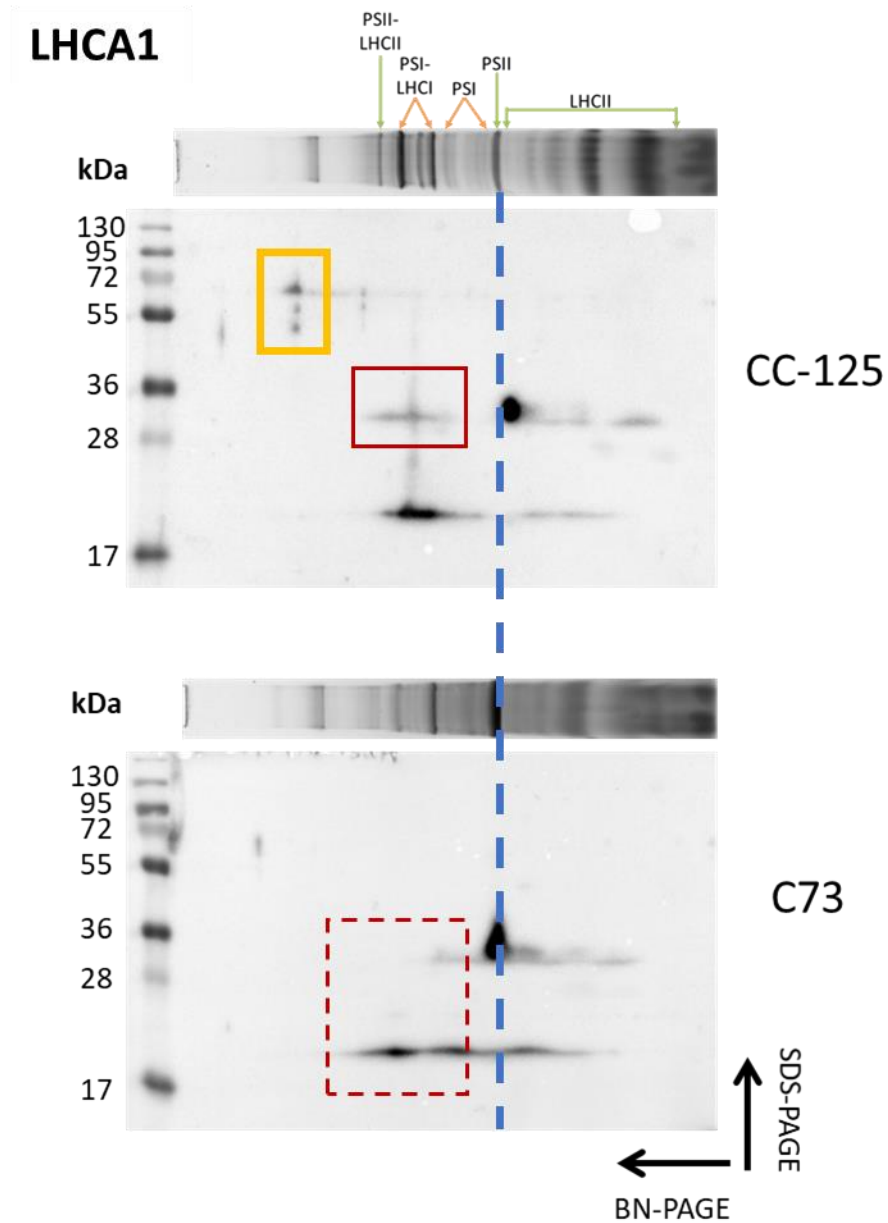 LHCA1
PSII-
LHCII
PSI-
LHCI
PSI
PSII
LHCII
kDa
130
95
72
55
36
28
17
CC-125
kDa
130
95
72
55
36
28
17
C73
SDS-PAGE
BN-PAGE